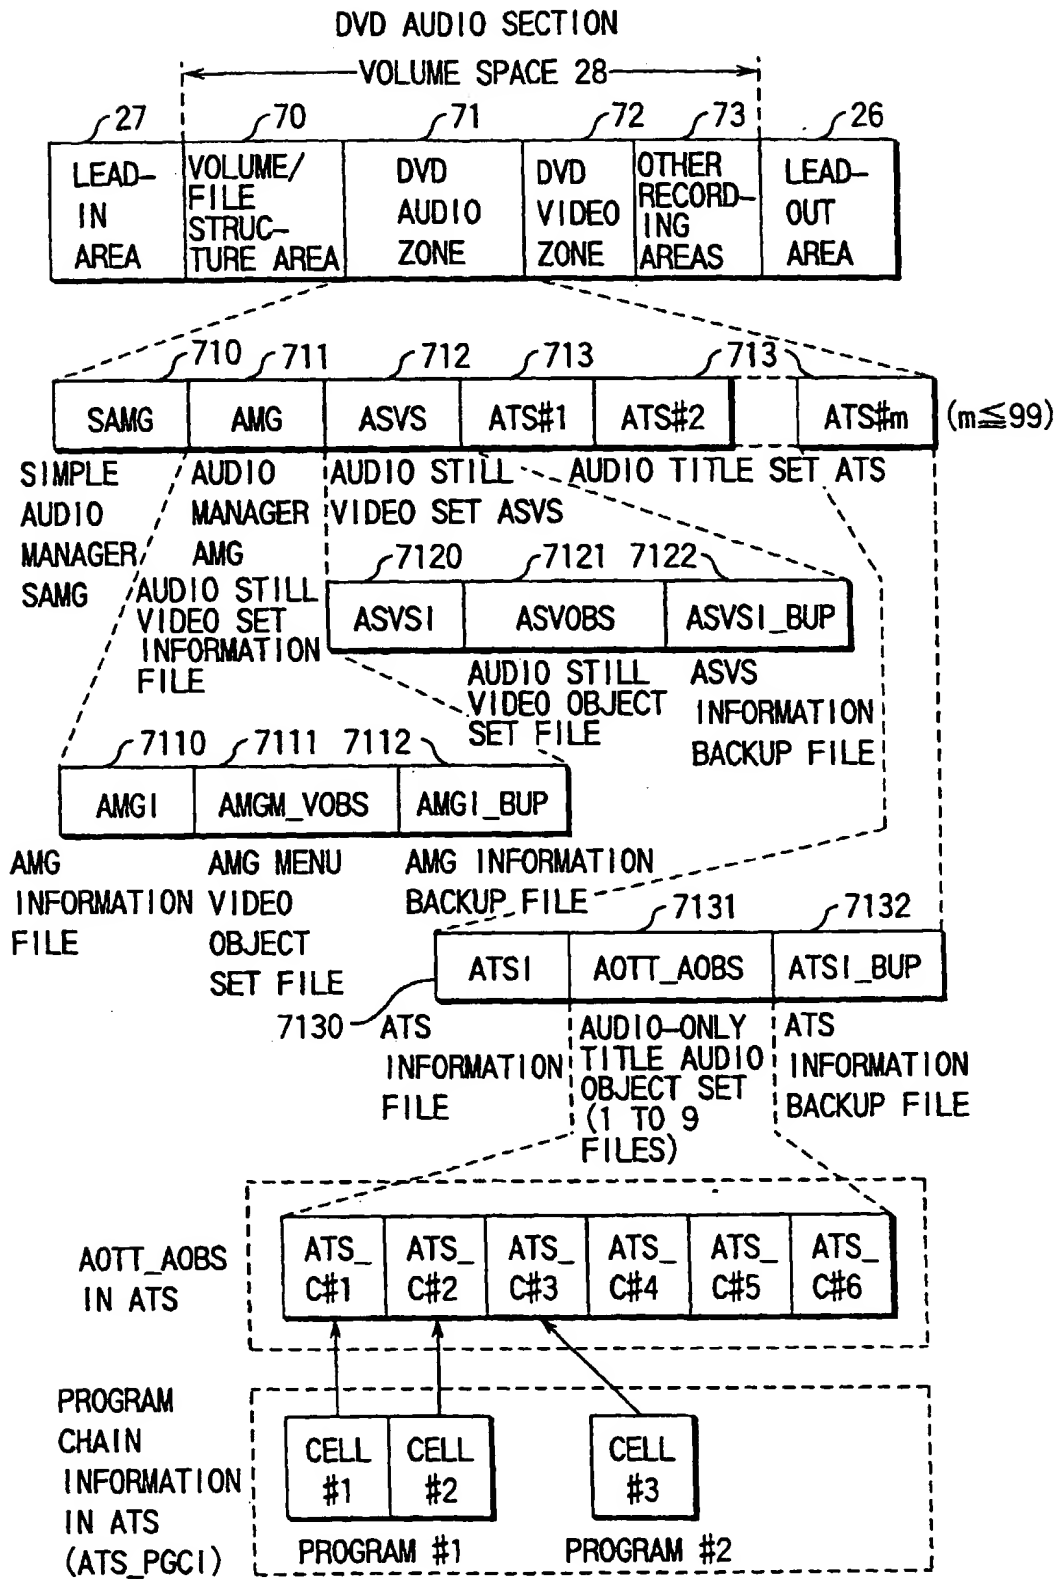 DVD AUDIO SECTION
VOLUME SPACE 28
27
70
71
72
73
26
LEAD-
IN
AREA
VOLUME/
FILE
STRUC-
TURE AREA
DVD
AUDIO
ZONE
DVD
VIDEO
ZONE
OTHER
RECORD-
ING
AREAS
LEAD-
OUT
AREA
710
711
712
713
713
SAMG
AMG
ASVS
ATS#1
ATS#2
ATS#m
(m≦99)
SIMPLE
AUDIO
MANAGER
SAMG
AUDIO
MANAGER
AMG
AUDIO STILL
VIDEO SET ASVS
AUDIO TITLE SET ATS
7120
7121
7122
ASVSI
ASVOBS
ASVSI_BUP
AUDIO STILL
VIDEO SET
INFORMATION
FILE
AUDIO STILL
VIDEO OBJECT
SET FILE
ASVS
INFORMATION
BACKUP FILE
7110
7111
7112
AMGI
AMGM_VOBS
AMGI_BUP
AMG
INFORMATION
FILE
AMG MENU
VIDEO
OBJECT
SET FILE
AMG INFORMATION
BACKUP FILE
7131
7132
ATSI
AOTT_AOBS
ATSI_BUP
7130
ATS
INFORMATION
FILE
AUDIO-ONLY
TITLE AUDIO
OBJECT SET
(1 TO 9
FILES)
ATS
INFORMATION
BACKUP FILE
AOTT_AOBS
IN ATS
ATS_
C#1
ATS_
C#2
ATS_
C#3
ATS_
C#4
ATS_
C#5
ATS_
C#6
PROGRAM
CHAIN
INFORMATION
IN ATS
(ATS_PGCI)
CELL
#1
CELL
#2
CELL
#3
PROGRAM #1
PROGRAM #2